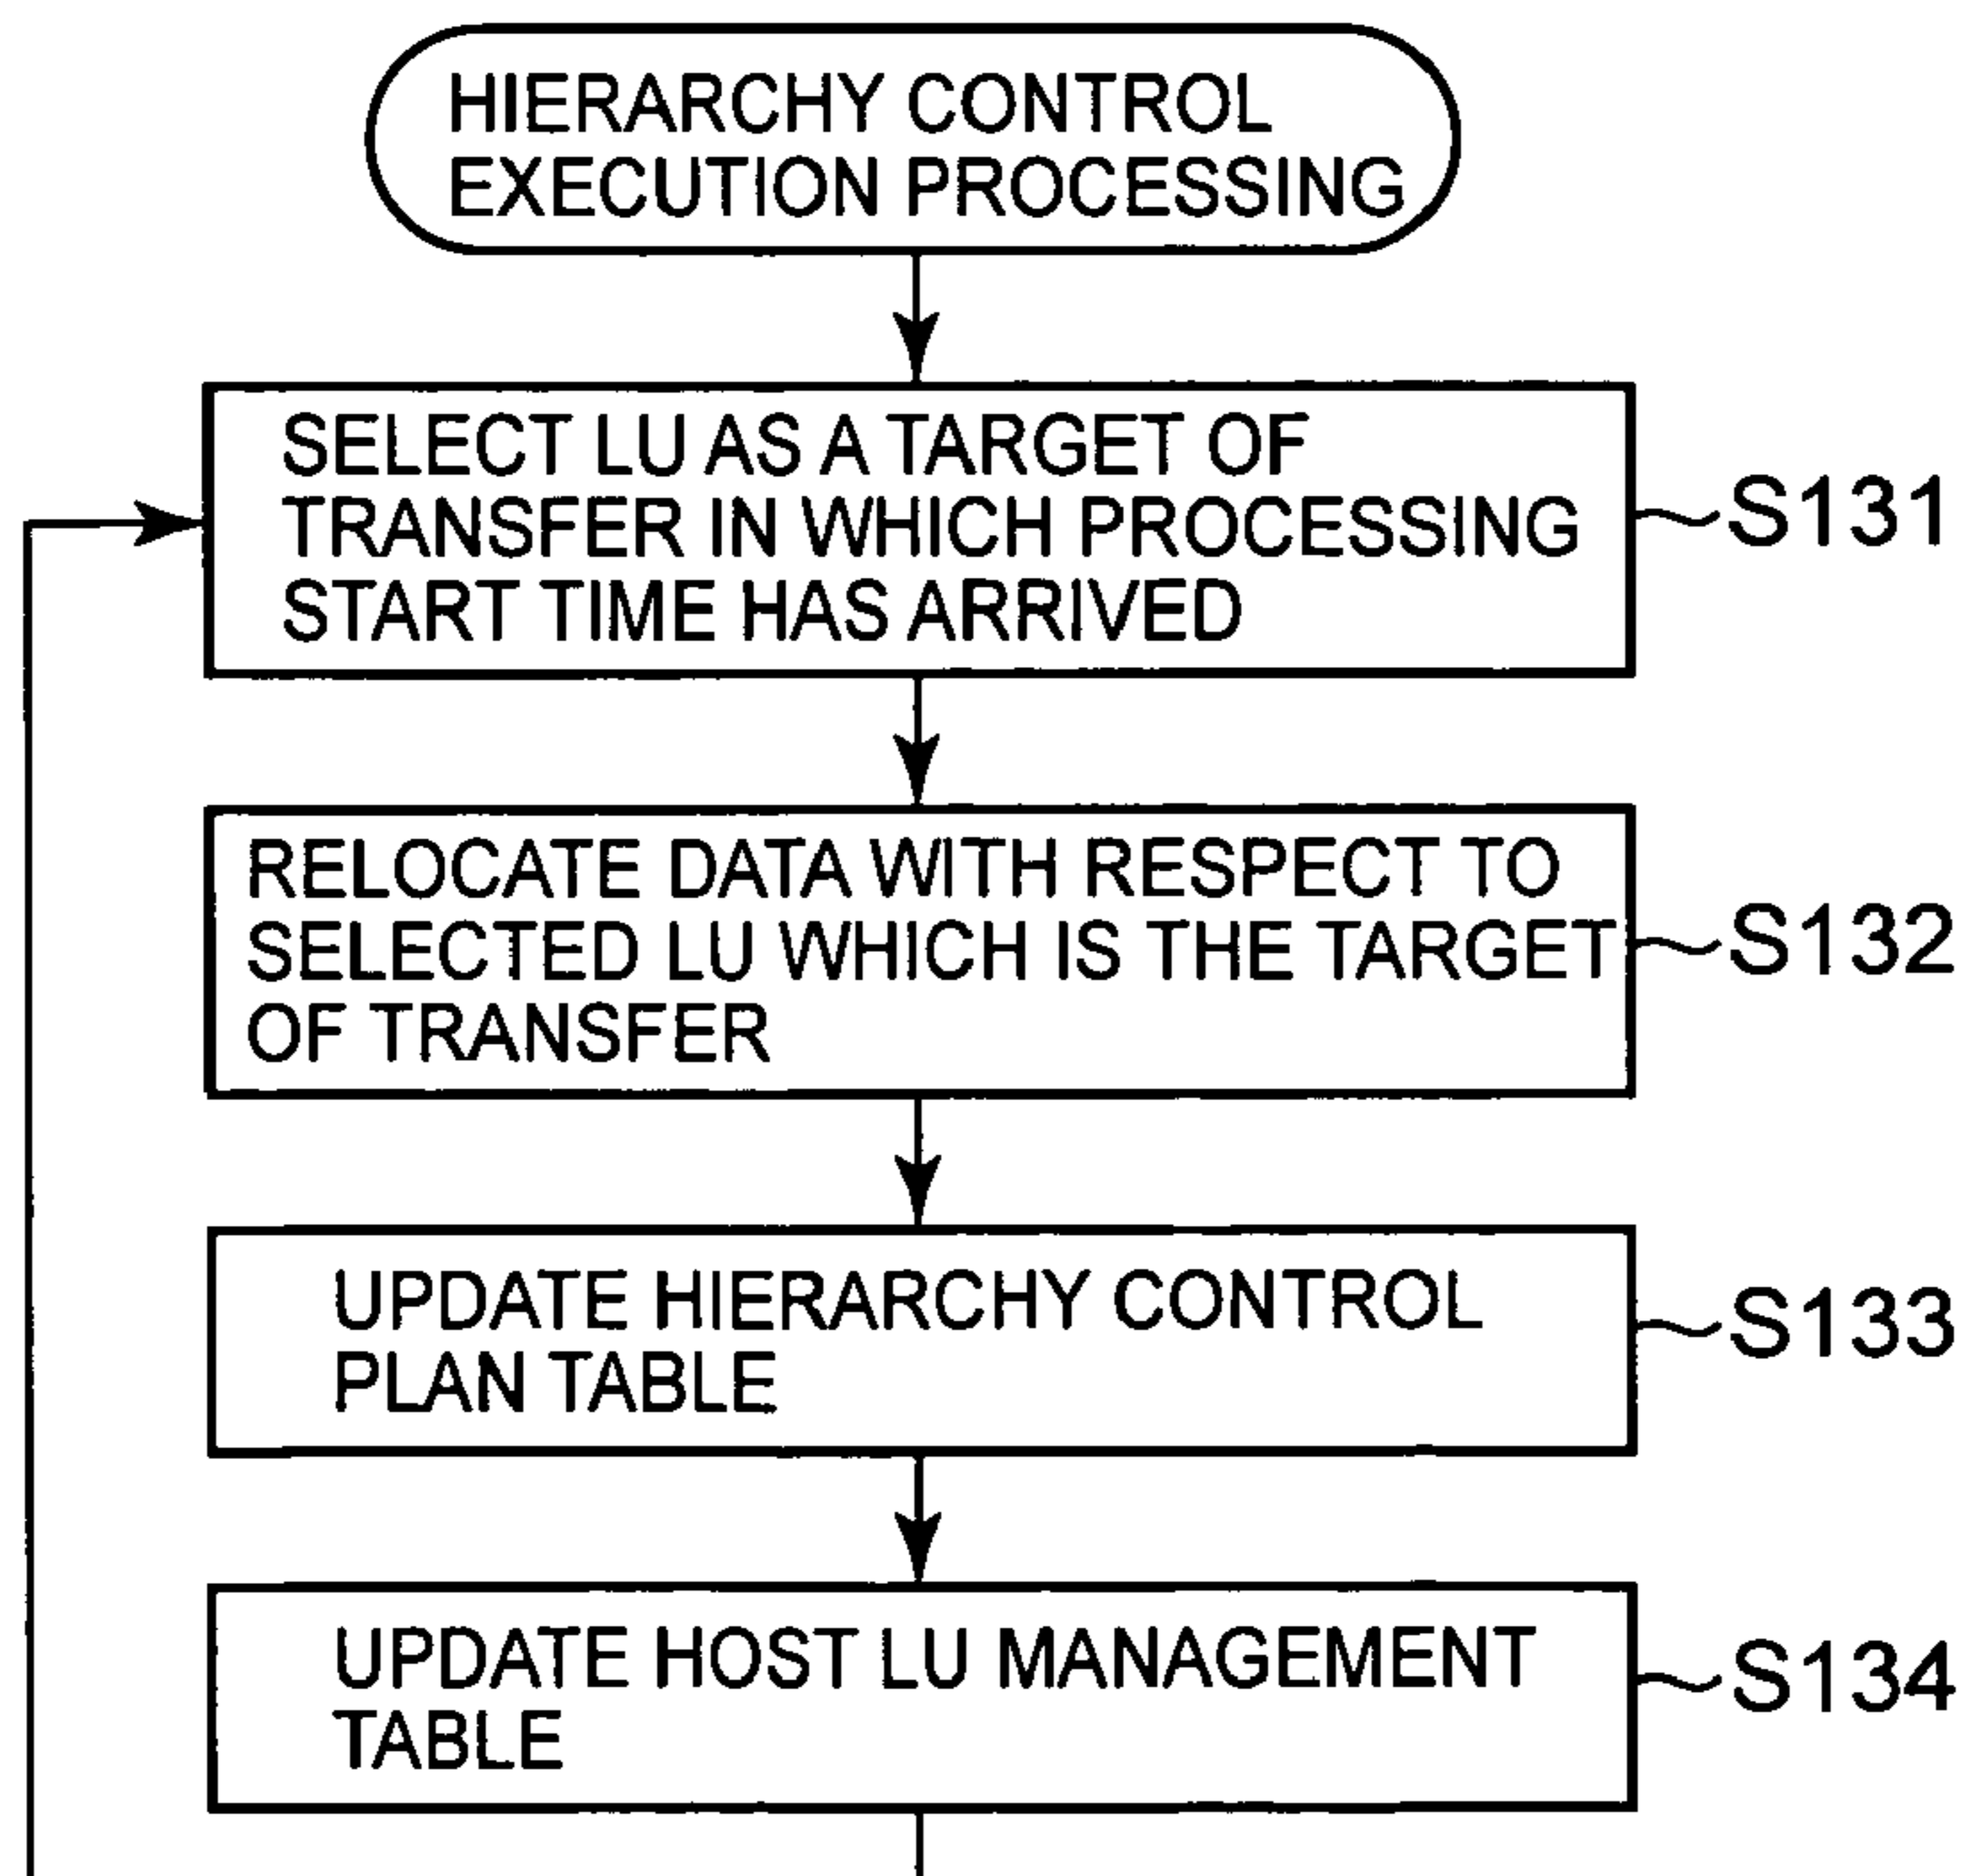 HIERARCHY CONTROL
EXECUTION PROCESSING
SELECT LU AS A TARGET OF
TRANSFER IN WHICH PROCESSING
START TIME HAS ARRIVED
S131
RELOCATE DATA WITH RESPECT TO
SELECTED LU WHICH IS THE TARGET
OF TRANSFER
S132
UPDATE HIERARCHY CONTROL
PLAN TABLE
S133
UPDATE HOST LU MANAGEMENT
TABLE
S134